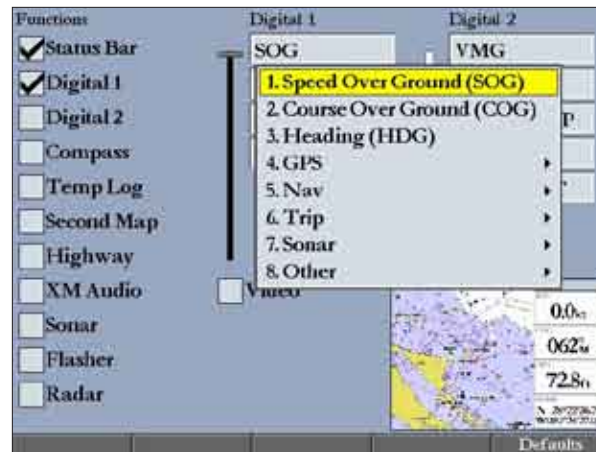 Functions
Digital 1
Digital 2
Status Bar
SOG
VMG
Digital 1
1. Speed Over Ground (SOG)
Digital 2
2. Course Over Ground (COG)
P
Compass
3. Heading (HDG)
4. GPS
Temp Log
5. Nav
Second Map
6. Trip
Highway
7. Sonar
8. Other
XM Audio
Video
Sonar
0.0
Flasher
062
Radar
72.8
Defaults